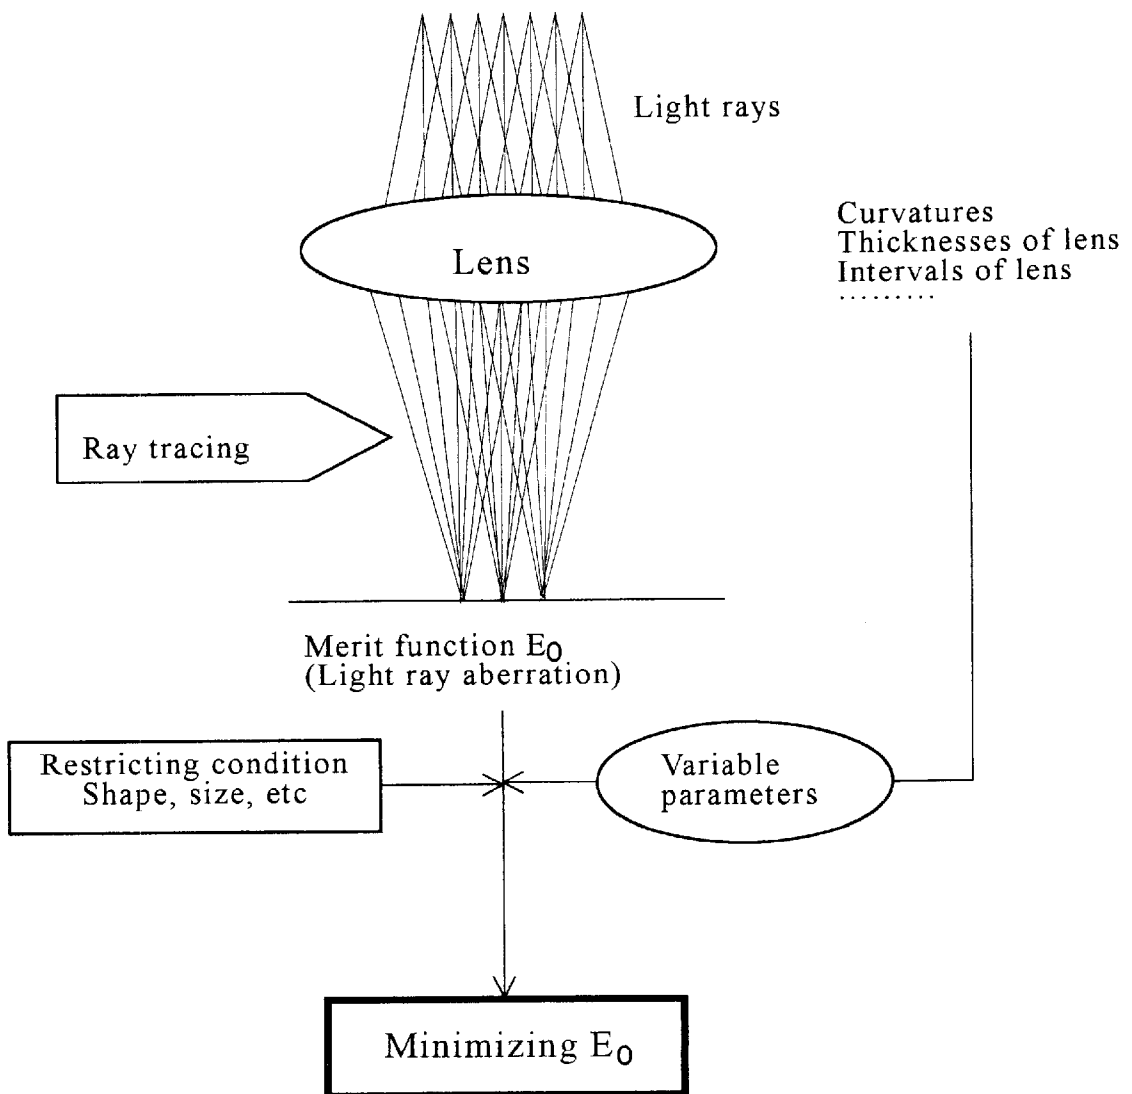 Light rays
Curvatures
Thicknesses of lens
Intervals of lens
.........
Lens
Ray tracing
Merit function E0
(Light ray aberration)
Restricting condition
Shape, size, etc
Variable
parameters
Minimizing E0